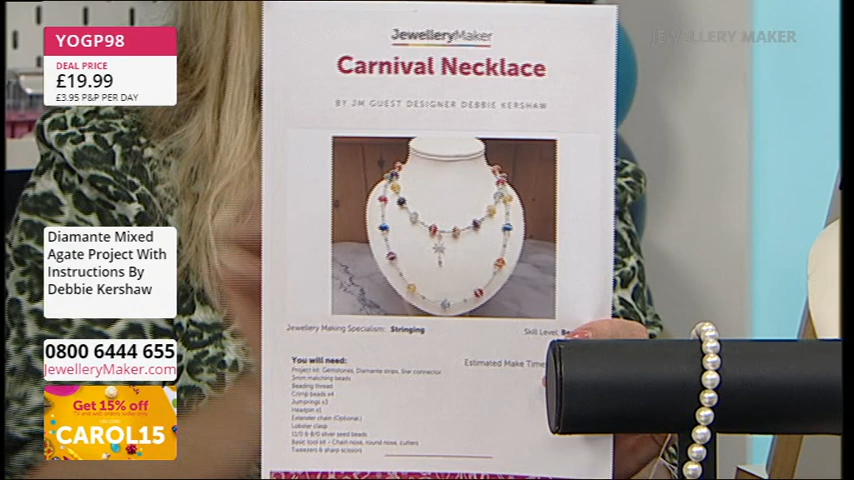 YOGP98
DEAL PRICE
£19.99
£3.95 P&P PER DAY
Diamante Mixed
Agate Project With
Instructions By
Debbie Kershaw
0800 6444 655
JewelleryMaker.com
Get 15% off
CAROL15
JewelleryMaker
Carnival Necklace
BY JM GUEST DESIGNER DEBBIE KERSHAW
Jewellery Making Specialism: Stringing
Skill Level: Be
You will need:
Estimated Make Time
Project kit: Gemstones, Diamante strips, Star connector
3mm matching beads
Beading thread
Crimp beads x4
Jumprings x3
Headpin x1
Extender chain (Optional)
Lobster clasp
11/0 & 8/0 silver seed beads
Basic tool kit - Chain nose, round nose, cutters
Tweezers & sharp scissors
JEWELLERY MAKER